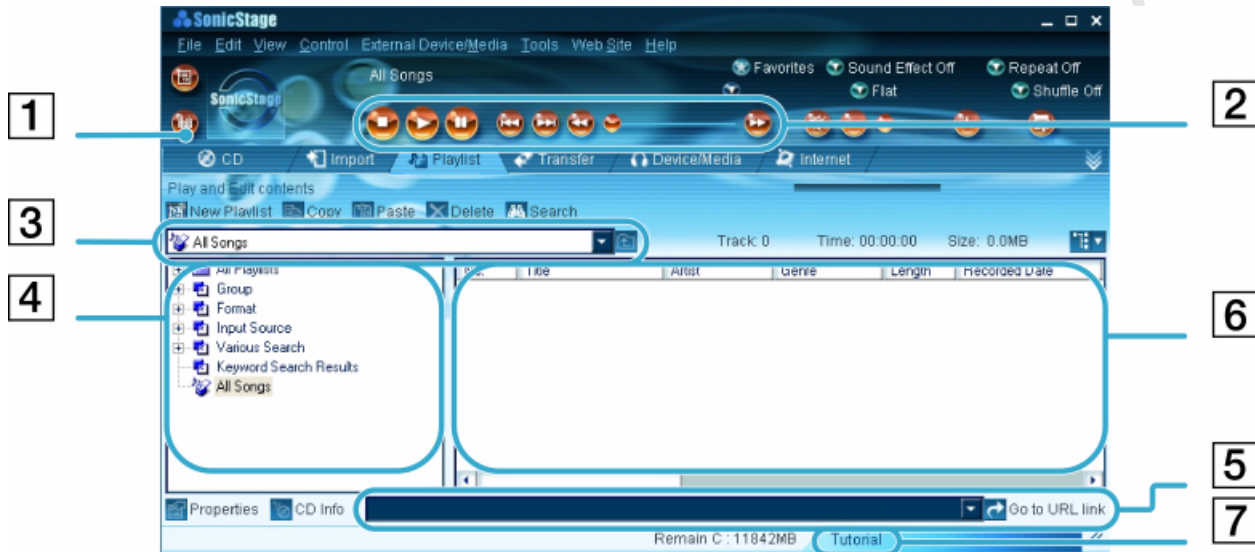 SonicStage
File Edit View Control External Device/Media Tools Web Site Help
All Songs
Favorites Sound Effect Off Repeat Off
SonicStage
Flat Shuffle Off
1
2
CD Import Playlist Transfer Device/Media Internet
Play and Edit contents
New Playlist Copy Paste Delete Search
3
All Songs
Track: 0 Time: 00:00:00 Size: 0.0MB
All Playlists
No. Title Artist Genre Length Recorded Date
4
Group
Format
6
Input Source
Various Search
Keyword Search Results
All Songs
5
Properties CD Info Go to URL link
7
Remain C : 11842MB Tutorial